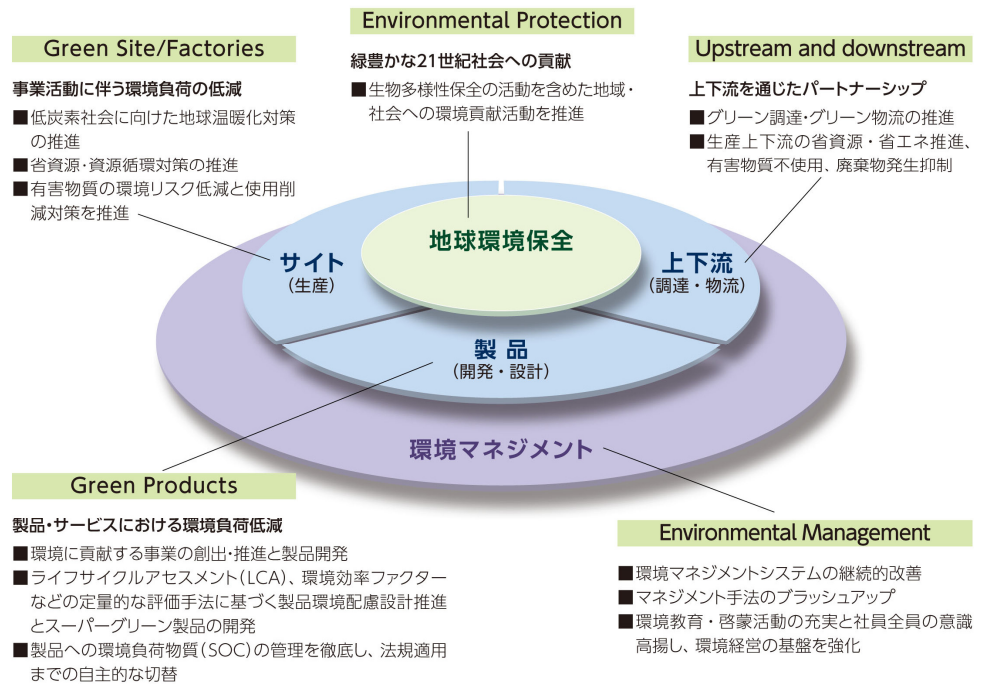 Environmental Protection
緑豊かな21世紀社会への貢献
■生物多様性保全の活動を含めた地域・
社会への環境貢献活動を推進
Green Site/Factories
事業活動に伴う環境負荷の低減
■低炭素社会に向けた地球温暖化対策
の推進
■省資源・資源循環対策の推進
■有害物質の環境リスク低減と使用削
減対策を推進
Upstream and downstream
上下流を通じたパートナーシップ
■グリーン調達・グリーン物流の推進
■生産上下流の省資源・省エネ推進、
有害物質不使用、廃棄物発生抑制
地球環境保全
サイト
(生産)
上下流
(調達・物流)
製品
(開発・設計)
環境マネジメント
Green Products
製品・サービスにおける環境負荷低減
■環境に貢献する事業の創出・推進と製品開発
■ライフサイクルアセスメント(LCA)、環境効率ファクター
などの定量的な評価手法に基づく製品環境配慮設計推進
とスーパーグリーン製品の開発
■製品への環境負荷物質(SOC)の管理を徹底し、法規適用
までの自主的な切替
Environmental Management
■環境マネジメントシステムの継続的改善
■マネジメント手法のブラッシュアップ
■環境教育・啓蒙活動の充実と社員全員の意識
高揚し、環境経営の基盤を強化